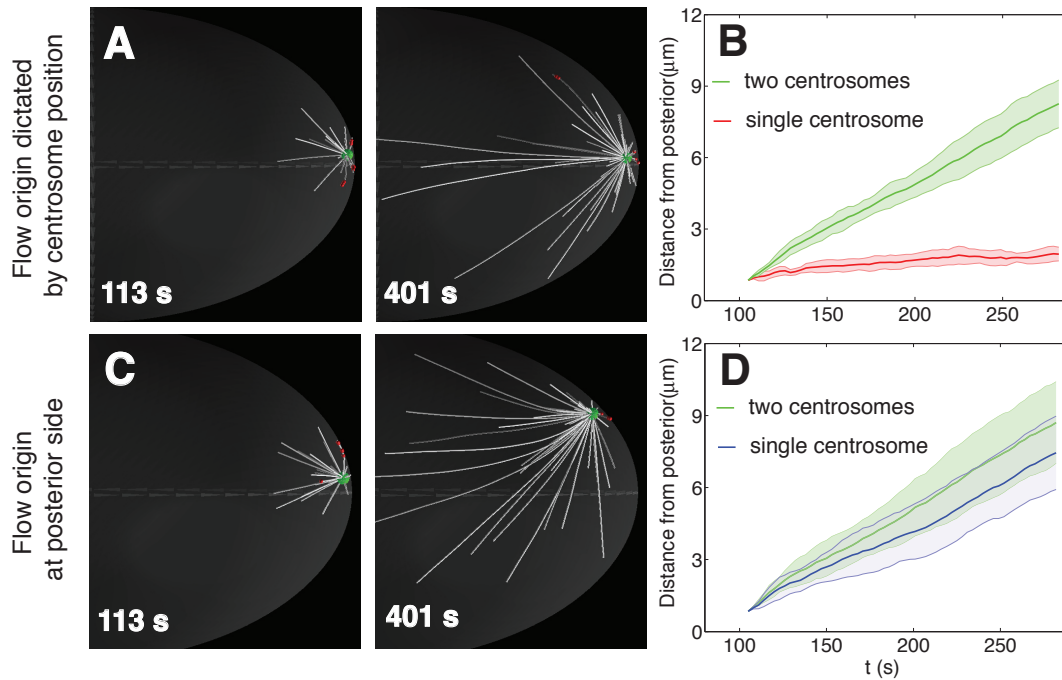 Flow origin dictated
by centrosome position
A
113 s
401 s
B
Distance from posterior(μm)
12
9
6
3
0
two centrosomes
single centrosome
100
150
200
250
Flow origin
at posterior side
C
113 s
401 s
D
Distance from posterior(μm)
12
9
6
3
0
two centrosomes
single centrosome
100
150
200
250
t (s)